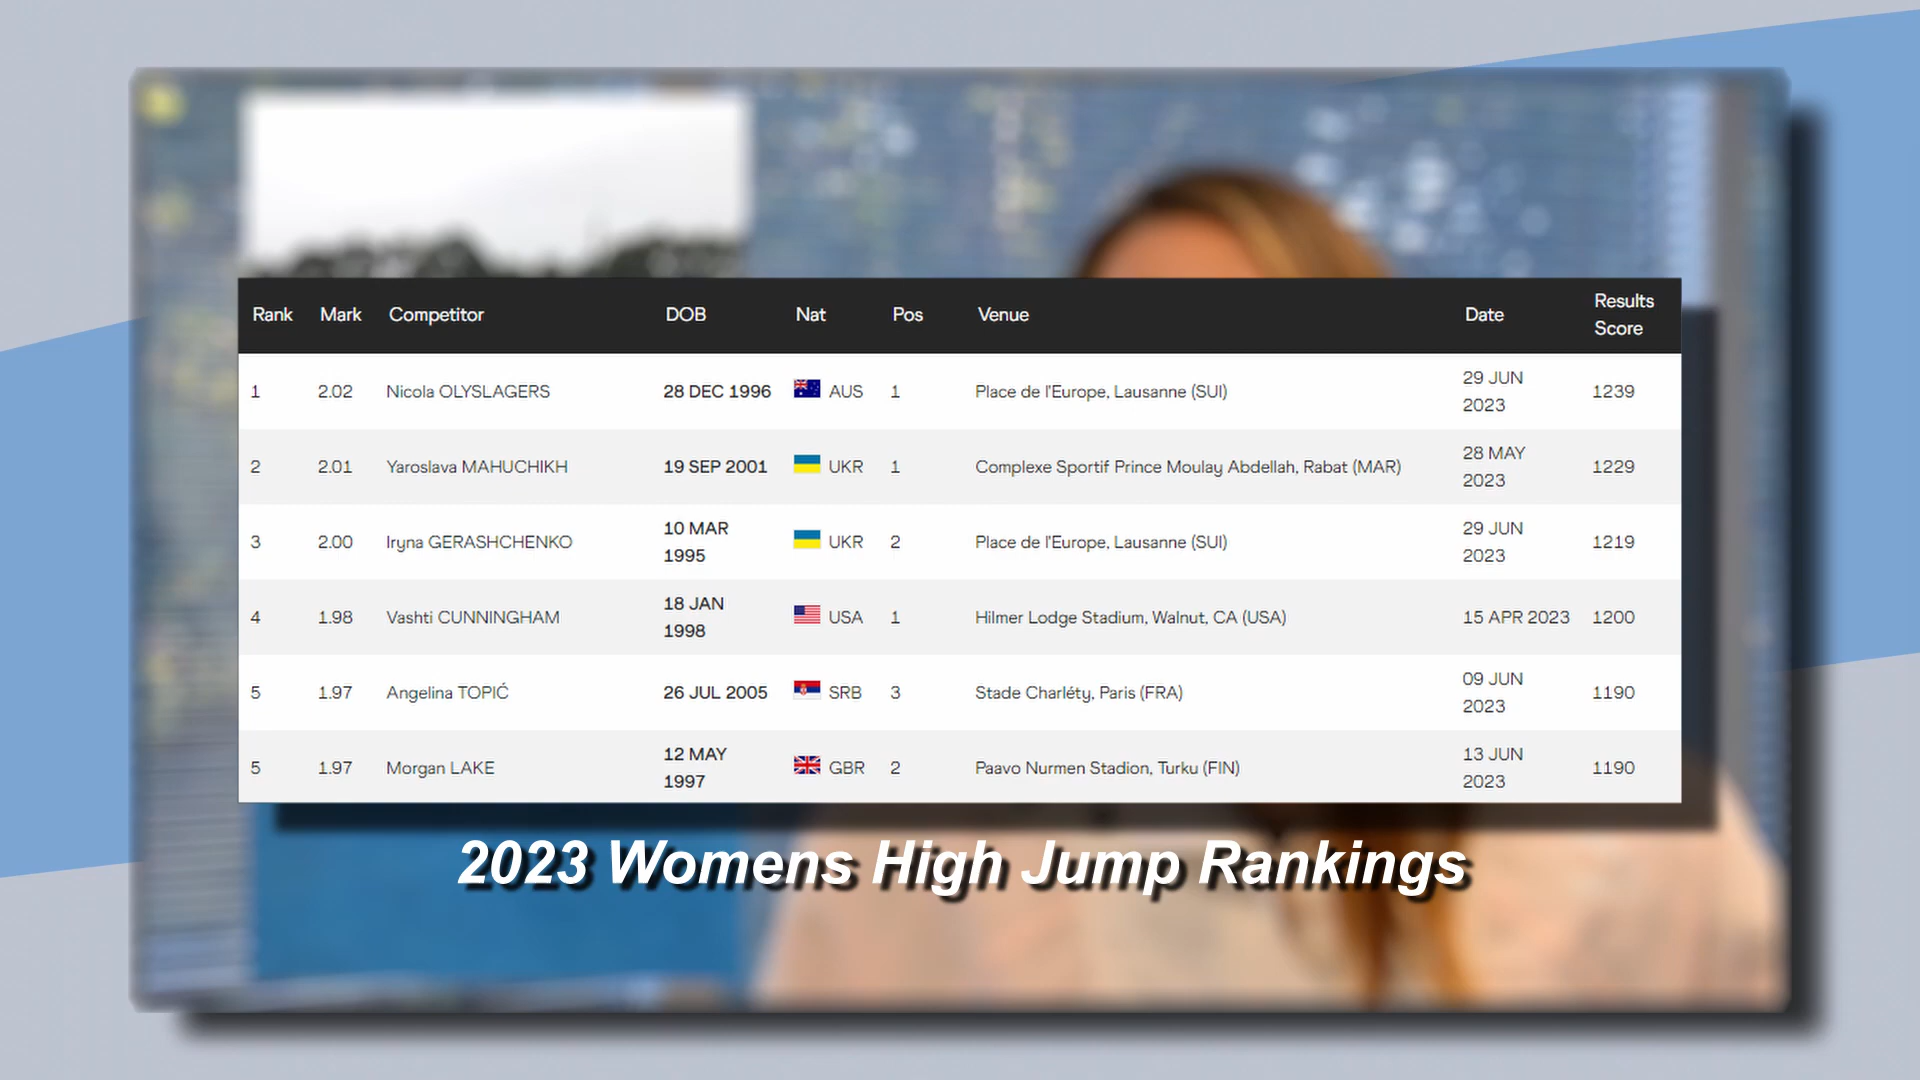 Rank Mark Competitor DOB Nat Pos Venue Date Results Score
1 2.02 Nicola OLYSLAGERS 28 DEC 1996 AUS 1 Place de l'Europe, Lausanne (SUI) 29 JUN 2023 1239
2 2.01 Yaroslava MAHUCHIKH 19 SEP 2001 UKR 1 Complexe Sportif Prince Moulay Abdellah, Rabat (MAR) 28 MAY 2023 1229
3 2.00 Iryna GERASHCHENKO 10 MAR 1995 UKR 2 Place de l'Europe, Lausanne (SUI) 29 JUN 2023 1219
4 1.98 Vashti CUNNINGHAM 18 JAN 1998 USA 1 Hilmer Lodge Stadium, Walnut, CA (USA) 15 APR 2023 1200
5 1.97 Angelina TOPIĆ 26 JUL 2005 SRB 3 Stade Charléty, Paris (FRA) 09 JUN 2023 1190
5 1.97 Morgan LAKE 12 MAY 1997 GBR 2 Paavo Nurmen Stadion, Turku (FIN) 13 JUN 2023 1190
2023 Womens High Jump Rankings